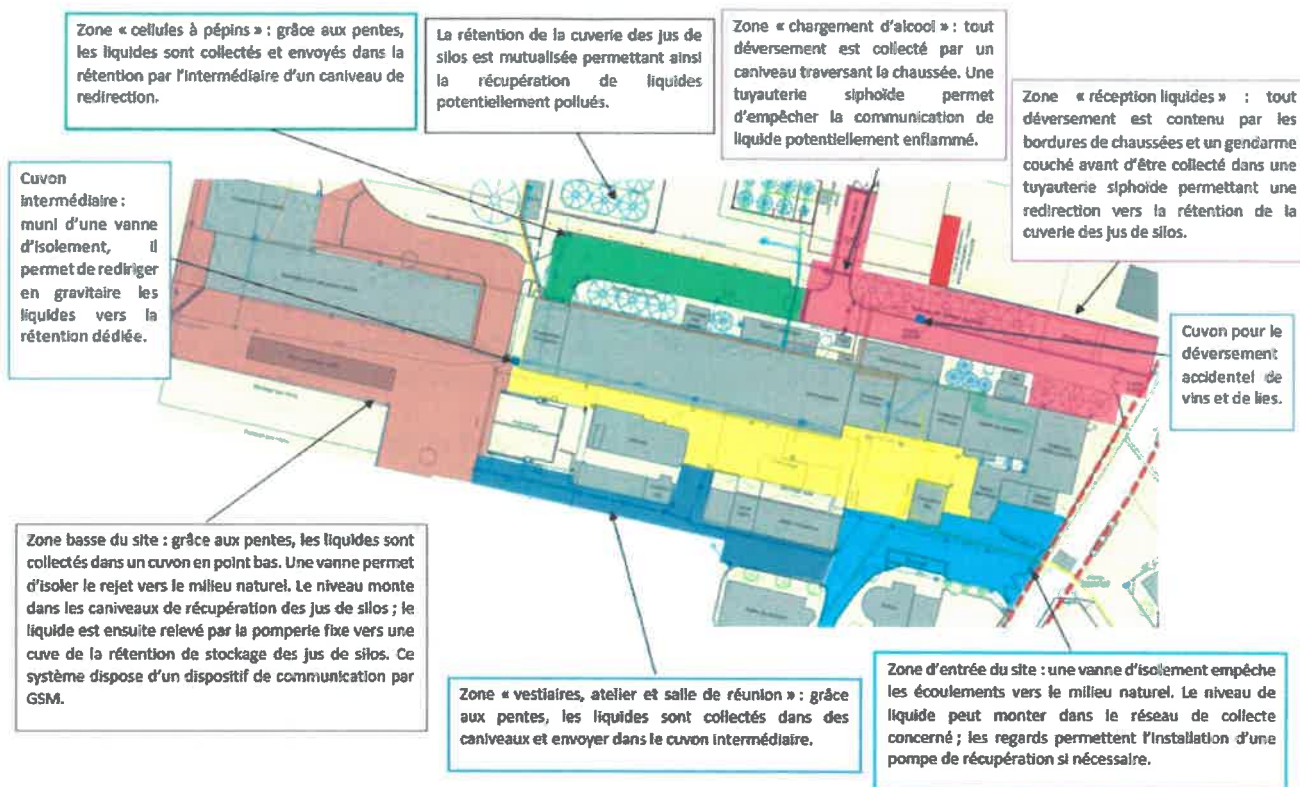 Zone « cellules à pépins » : grâce aux pentes,
les liquides sont collectés et envoyés dans la
rétention par l'intermédiaire d'un caniveau de
redirection.
La rétention de la cuverie des jus de
silos est mutualisée permettant ainsi
la récupération de liquides
potentiellement pollués.
Zone « chargement d'alcool » : tout
déversement est collecté par un
caniveau traversant la chaussée. Une
tuyauterie siphoïde permet
d'empêcher la communication de
liquide potentiellement enflammé.
Zone « réception liquides » : tout
déversement est contenu par les
bordures de chaussées et un gendarme
couché avant d'être collecté dans une
tuyauterie siphoïde permettant une
redirection vers la rétention de la
cuverie des jus de silos.
Cuvon
intermédiaire :
muni d'une vanne
d'isolement, il
permet de rediriger
en gravitaire les
liquides vers la
rétention dédiée.
Cuvon pour le
déversement
accidentel de
vins et de lies.
Zone basse du site : grâce aux pentes, les liquides sont
collectés dans un cuvon en point bas. Une vanne permet
d'isoler le rejet vers le milieu naturel. Le niveau monte
dans les caniveaux de récupération des jus de silos ; le
liquide est ensuite relevé par la pomperie fixe vers une
cuve de la rétention de stockage des jus de silos. Ce
système dispose d'un dispositif de communication par
GSM.
Zone « vestiaires, atelier et salle de réunion » : grâce
aux pentes, les liquides sont collectés dans des
caniveaux et envoyer dans le cuvon intermédiaire.
Zone d'entrée du site : une vanne d'isolement empêche
les écoulements vers le milieu naturel. Le niveau de
liquide peut monter dans le réseau de collecte
concerné ; les regards permettent l'installation d'une
pompe de récupération si nécessaire.